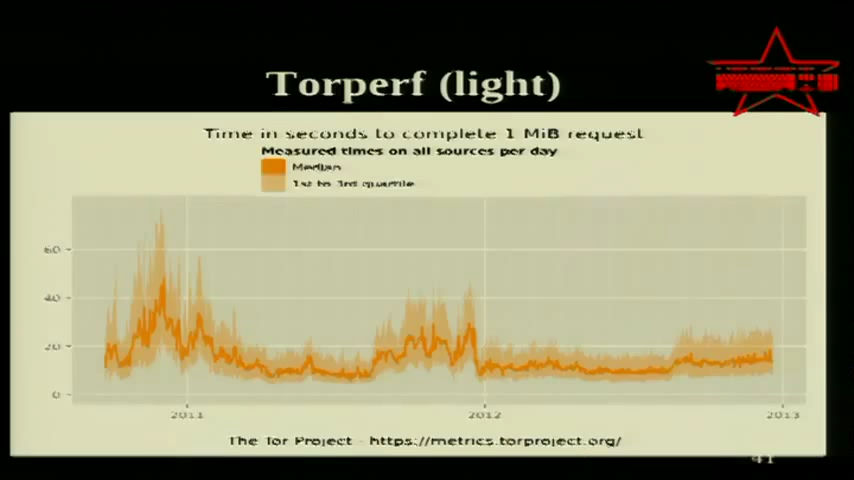 Torperf (light)
Time in seconds to complete 1 MiB request
Measured times on all sources per day
Median
1st to 3rd quartile
60
40
20
0
2011
2012
2013
The Tor Project - https://metrics.torproject.org/
41